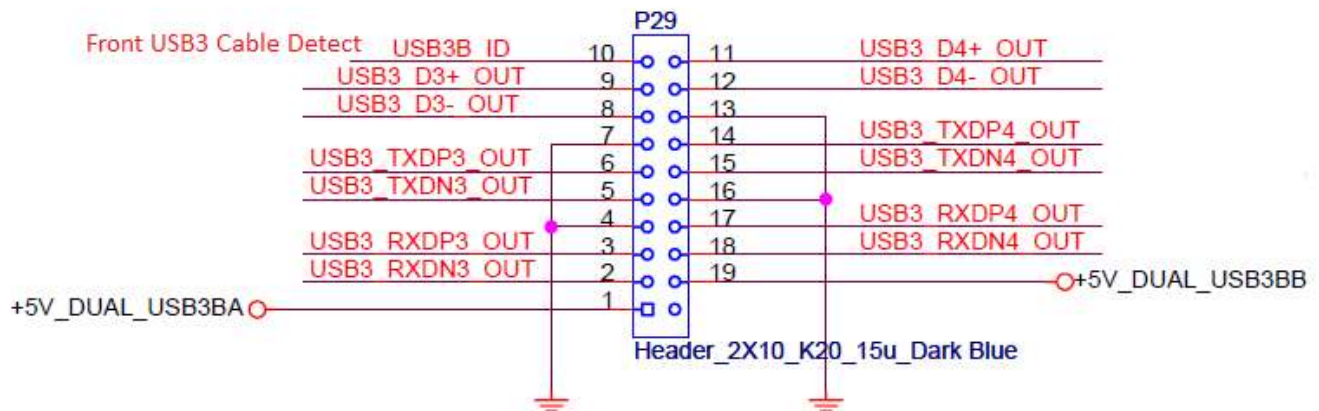 P29
Front USB3 Cable Detect USB3B_ID 10 11 USB3_D4+_OUT
USB3_D3+_OUT 9 12 USB3_D4-_OUT
USB3_D3-_OUT 8 13
7 14 USB3_TXDP4_OUT
USB3_TXDP3_OUT 6 15 USB3_TXDN4_OUT
USB3_TXDN3_OUT 5 16
4 17 USB3_RXDP4_OUT
USB3_RXDP3_OUT 3 18 USB3_RXDN4_OUT
USB3_RXDN3_OUT 2 19 +5V_DUAL_USB3BB
+5V_DUAL_USB3BA 1
Header_2X10_K20_15u_Dark Blue